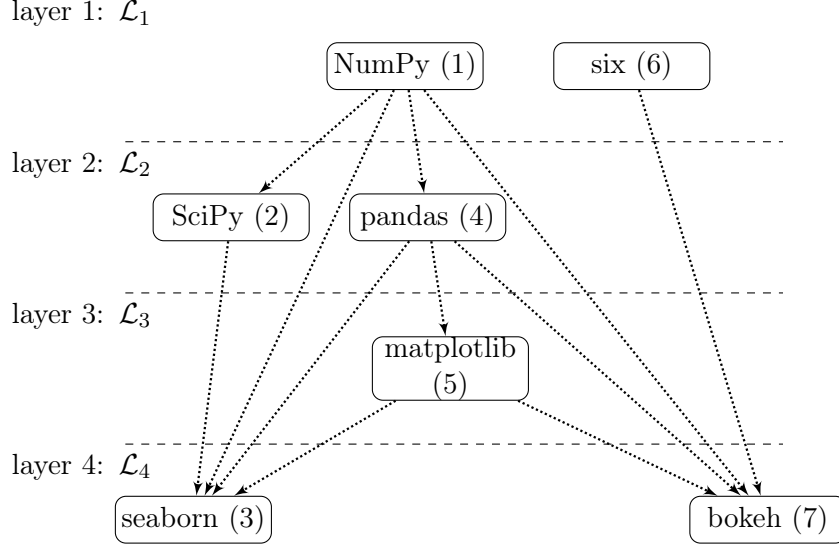 layer 1: ℒ₁
NumPy (1)
six (6)
layer 2: ℒ₂
SciPy (2)
pandas (4)
layer 3: ℒ₃
matplotlib
(5)
layer 4: ℒ₄
seaborn (3)
bokeh (7)